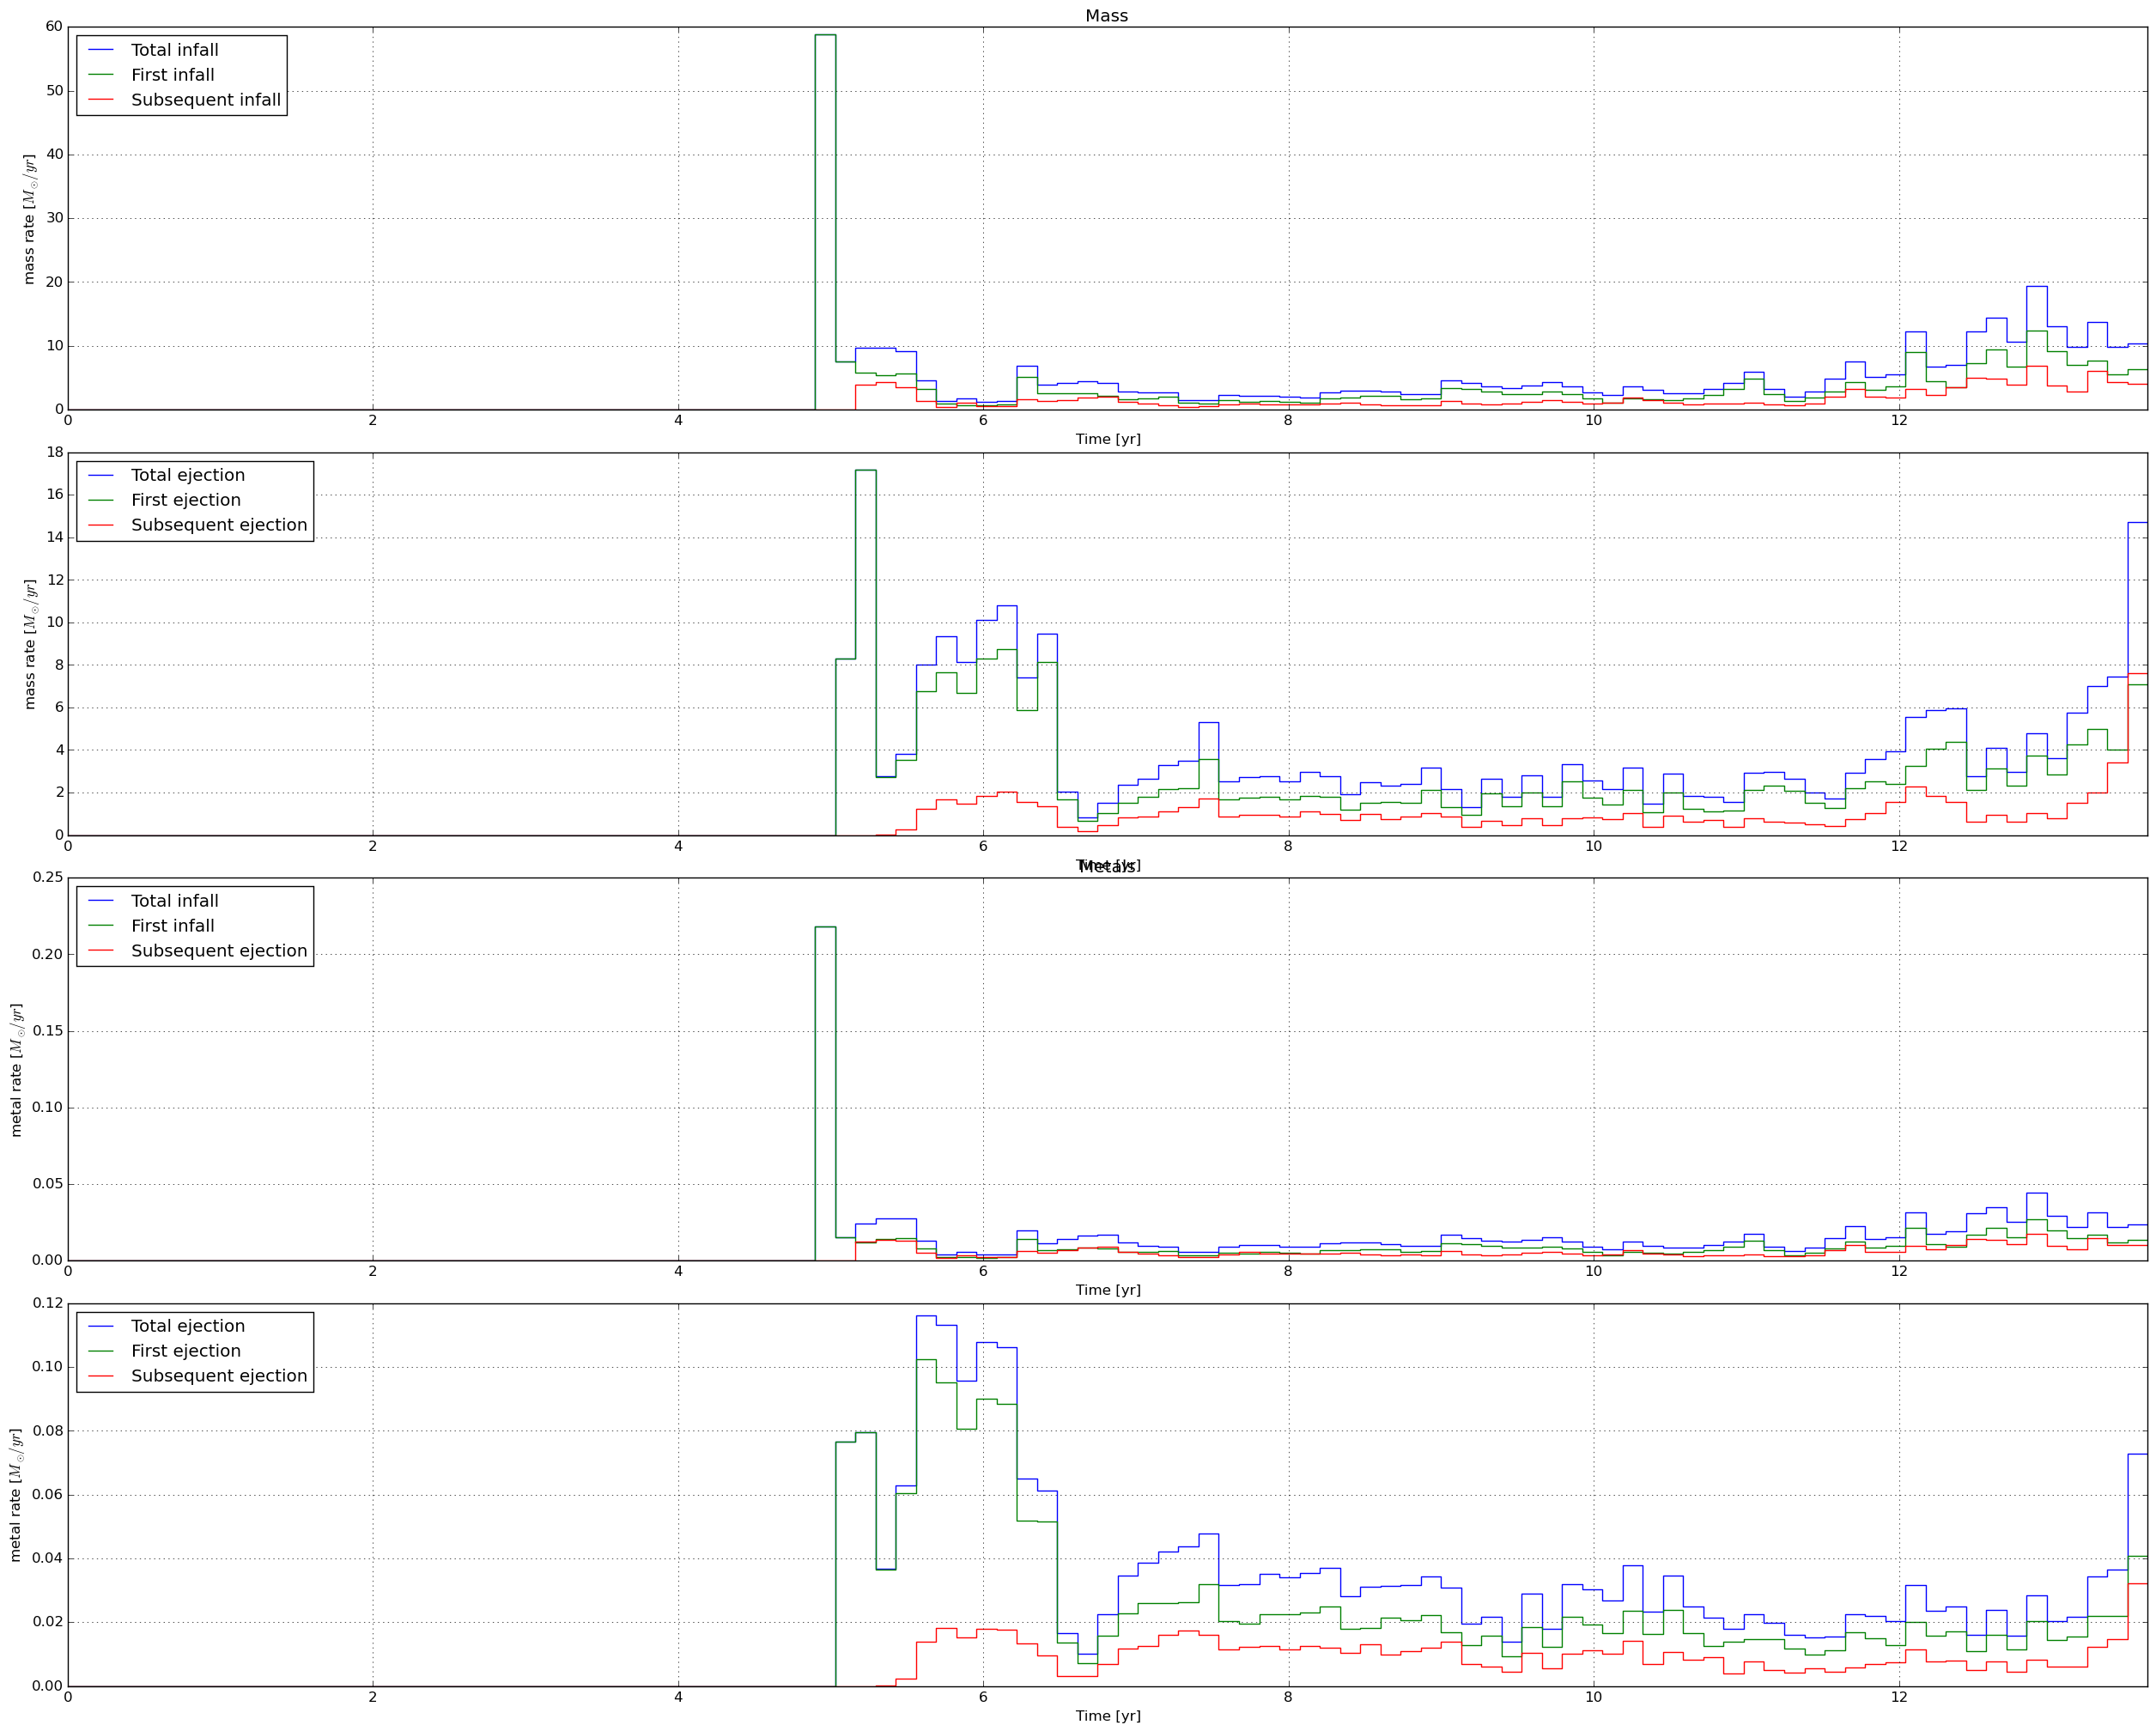 Mass
Total infall
First infall
Subsequent infall
mass rate [M⊙/yr]
60
50
40
30
20
10
0
0 2 4 6 8 10 12
Time [yr]
Total ejection
First ejection
Subsequent ejection
mass rate [M⊙/yr]
18
16
14
12
10
8
6
4
2
0
0 2 4 6 8 10 12
Time [yr]
Metals
Total infall
First infall
Subsequent ejection
metal rate [M⊙/yr]
0.25
0.20
0.15
0.10
0.05
0.00
0 2 4 6 8 10 12
Time [yr]
Total ejection
First ejection
Subsequent ejection
metal rate [M⊙/yr]
0.12
0.10
0.08
0.06
0.04
0.02
0.00
0 2 4 6 8 10 12
Time [yr]